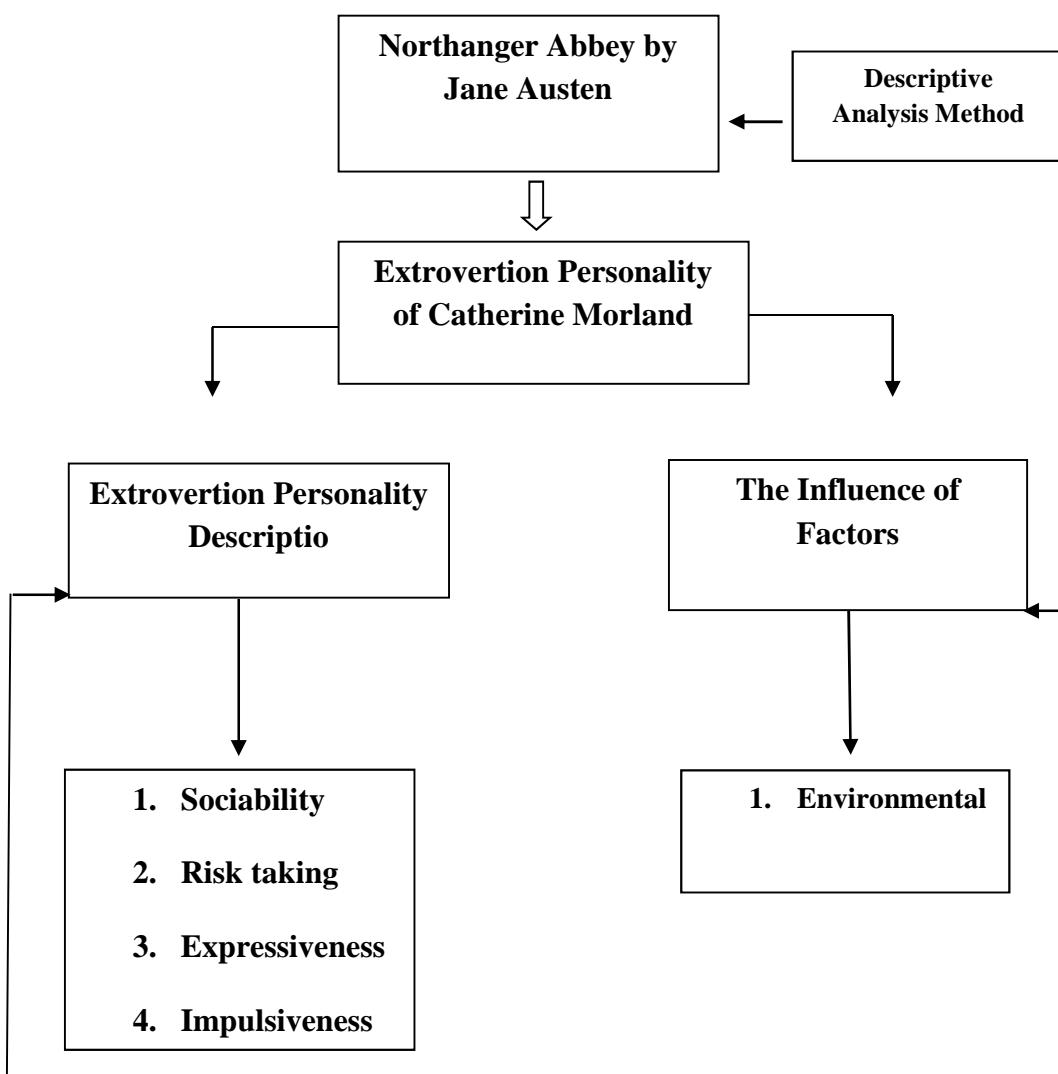 Northanger Abbey by
Jane Austen
Descriptive
Analysis Method
Extrovertion Personality
of Catherine Morland
Extrovertion Personality
Descriptio
The Influence of
Factors
1. Sociability
2. Risk taking
3. Expressiveness
4. Impulsiveness
1. Environmental